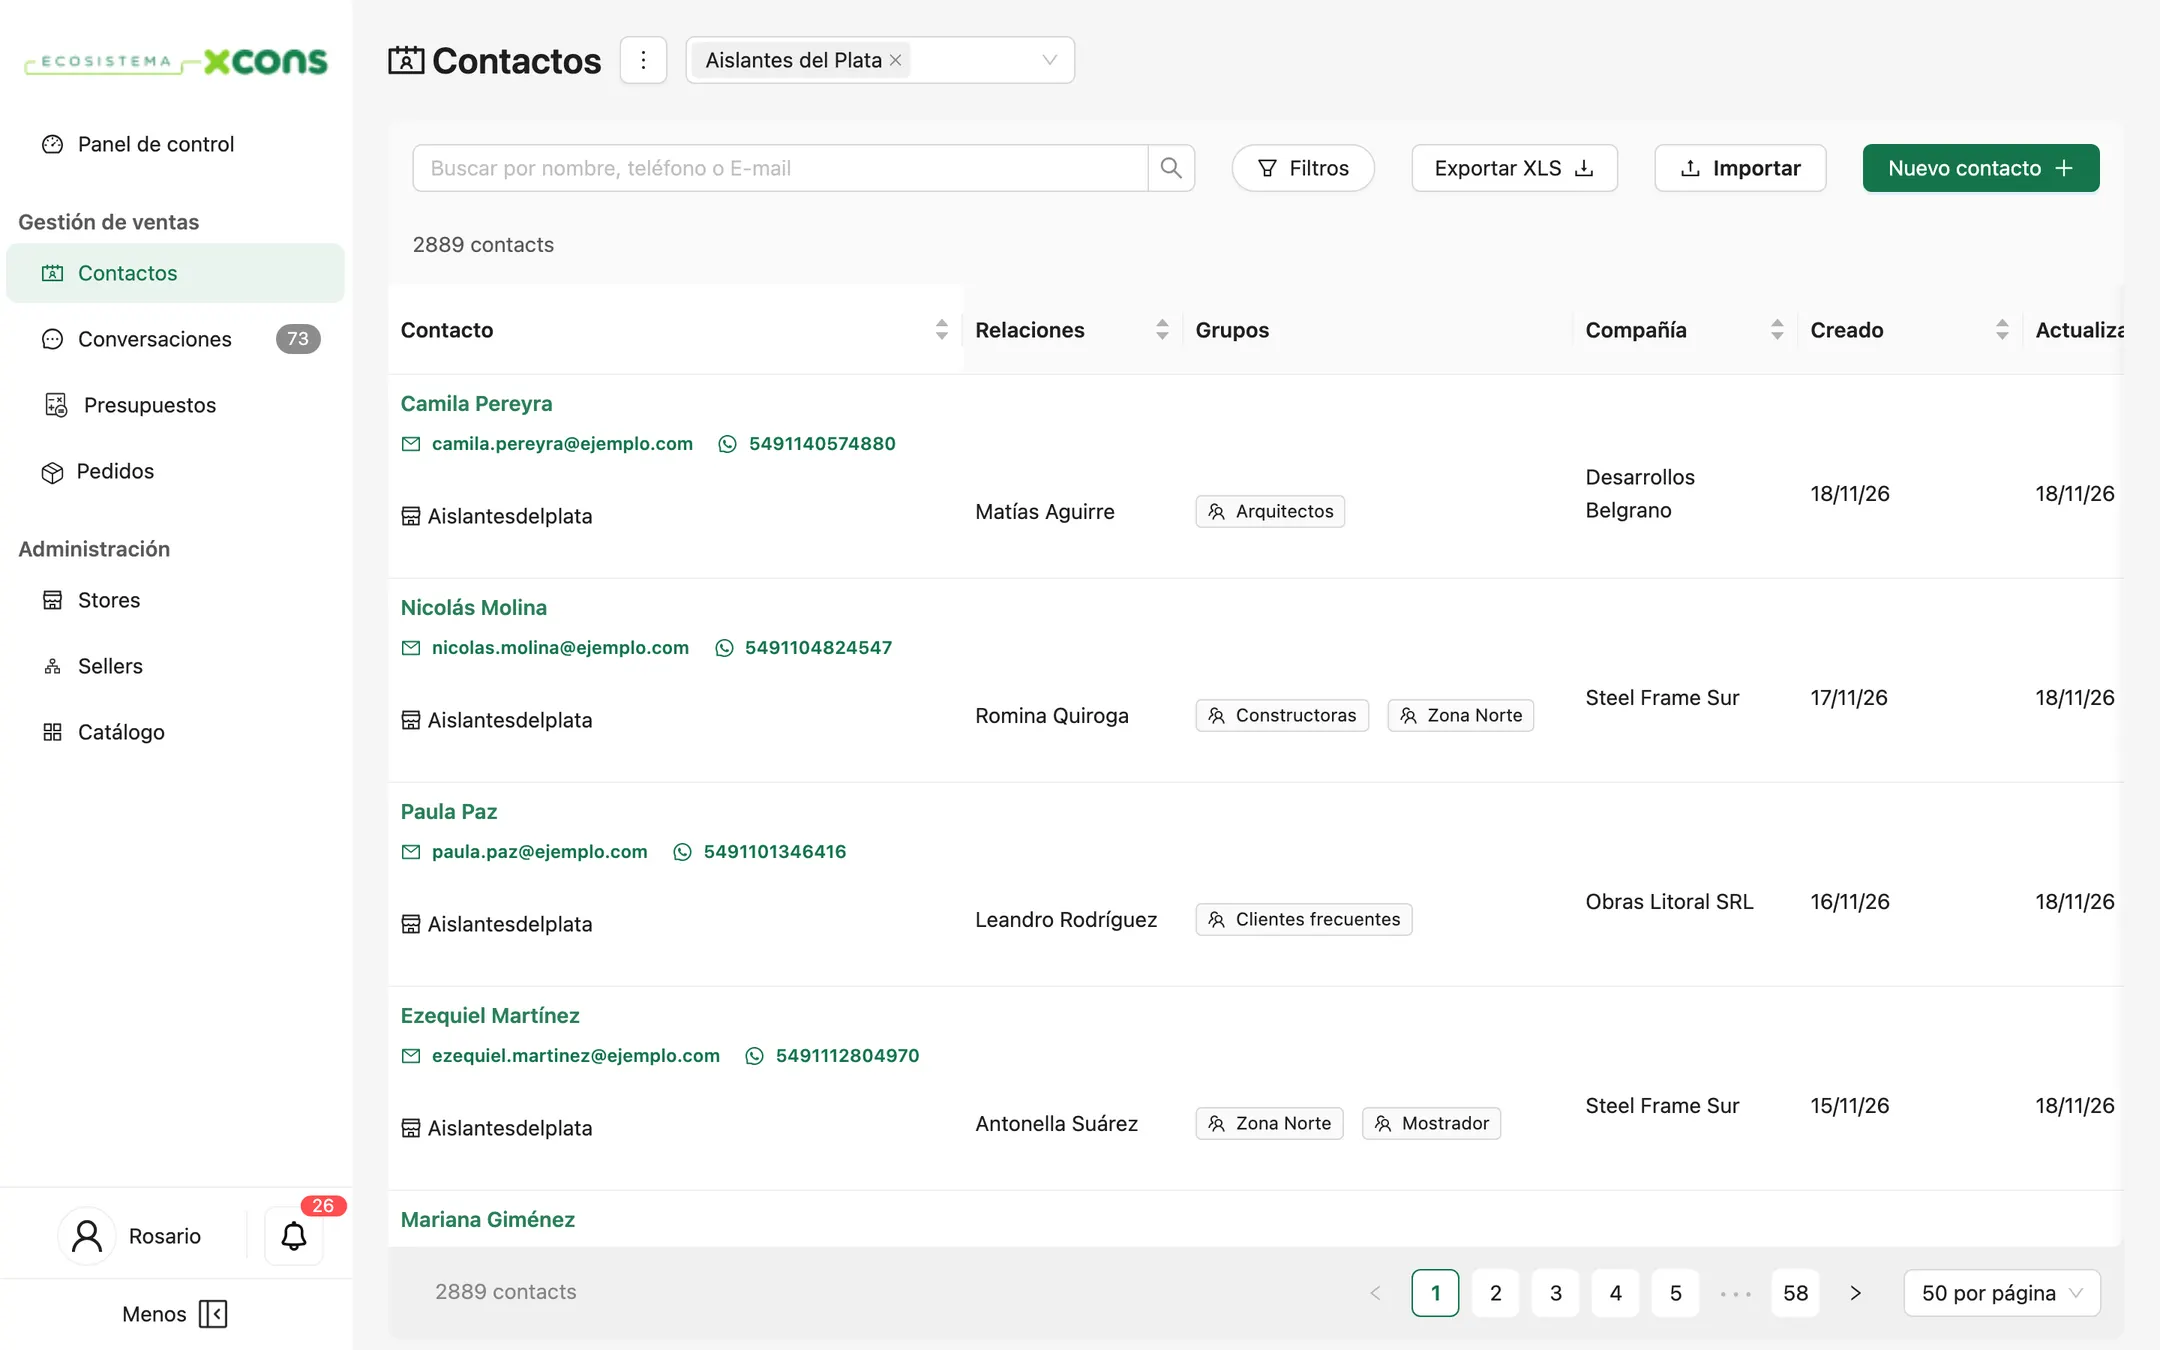 ECOSISTEMA xcons
Panel de control
Gestión de ventas
Contactos
Conversaciones 73
Presupuestos
Pedidos
Administración
Stores
Sellers
Catálogo
26
Rosario
Menos
Contactos
Aislantes del Plata
Buscar por nombre, teléfono o E-mail
Filtros
Exportar XLS
Importar
Nuevo contacto
2889 contacts
Contacto Relaciones Grupos Compañía Creado Actualiza
Camila Pereyra
camila.pereyra@ejemplo.com 5491140574880
Aislantesdelplata
Matías Aguirre
Arquitectos
Desarrollos
Belgrano
18/11/26
18/11/26
Nicolás Molina
nicolas.molina@ejemplo.com 5491104824547
Aislantesdelplata
Romina Quiroga
Constructoras Zona Norte
Steel Frame Sur
17/11/26
18/11/26
Paula Paz
paula.paz@ejemplo.com 5491101346416
Aislantesdelplata
Leandro Rodríguez
Clientes frecuentes
Obras Litoral SRL
16/11/26
18/11/26
Ezequiel Martínez
ezequiel.martinez@ejemplo.com 5491112804970
Aislantesdelplata
Antonella Suárez
Zona Norte Mostrador
Steel Frame Sur
15/11/26
18/11/26
Mariana Giménez
2889 contacts
1 2 3 4 5 ••• 58
50 por página